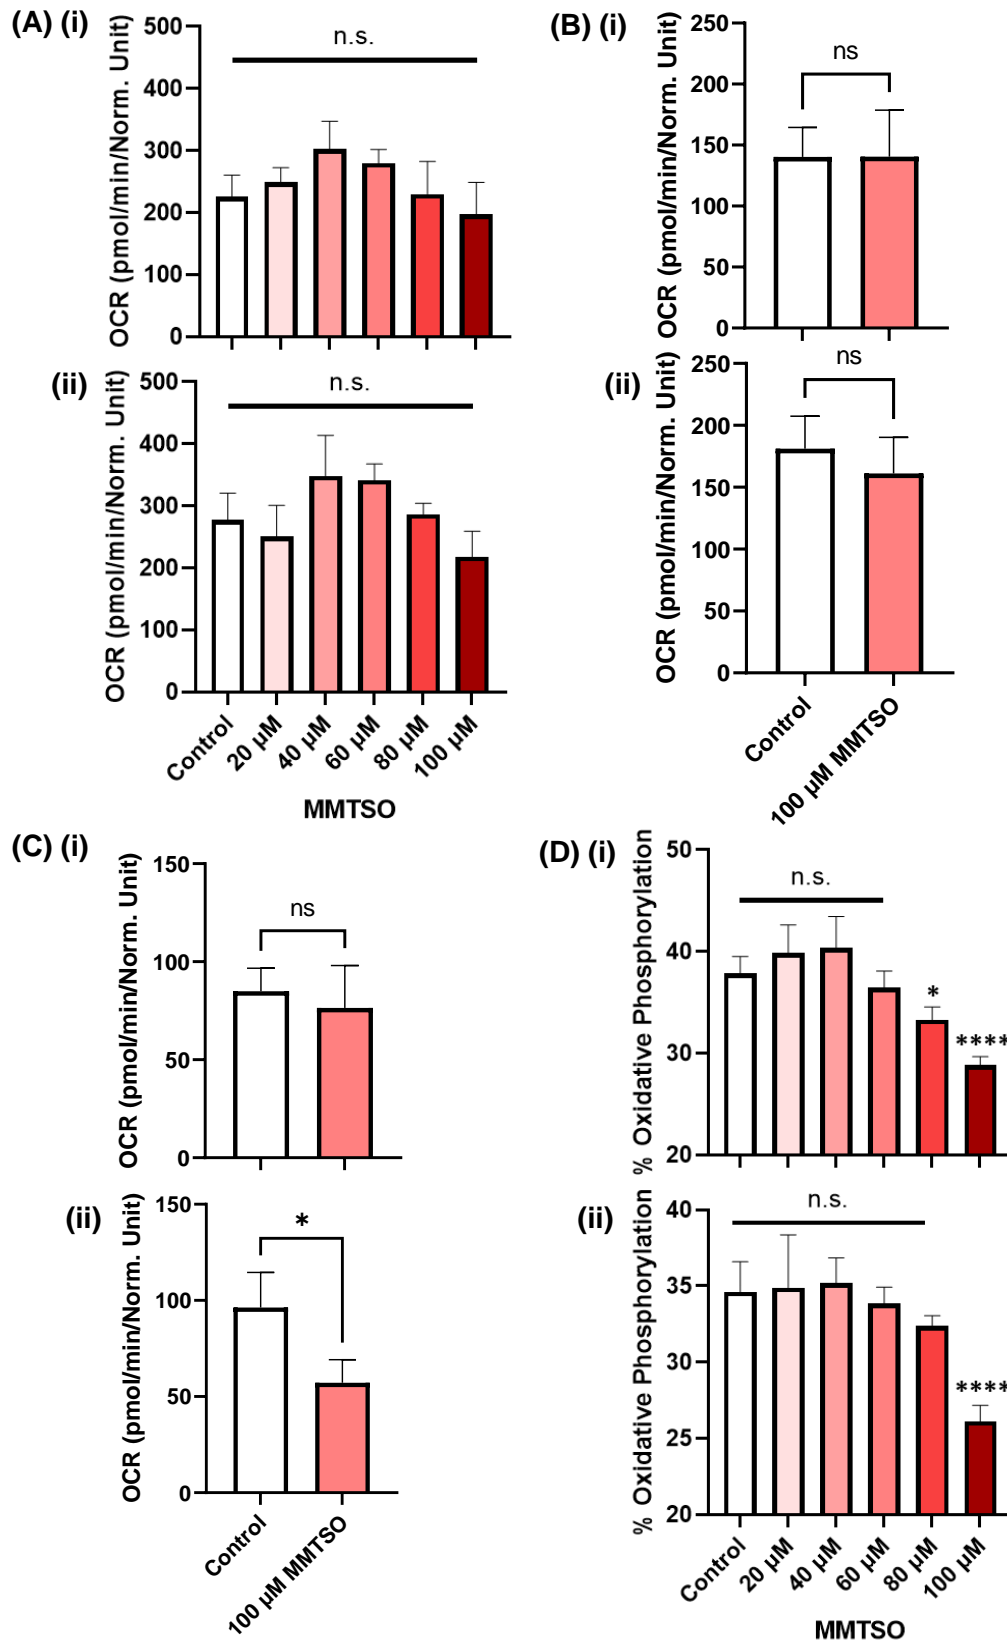 (A) (i)
OCR (pmol/min/Norm. Unit)
500
400
300
200
100
0
n.s.
(ii)
OCR (pmol/min/Norm. Unit)
500
400
300
200
100
0
n.s.
Control
20 µM
40 µM
60 µM
80 µM
100 µM
MMTSO
(B) (i)
OCR (pmol/min/Norm. Unit)
250
200
150
100
50
0
ns
(ii)
OCR (pmol/min/Norm. Unit)
250
200
150
100
50
0
ns
Control
100 µM MMTSO
(C) (i)
OCR (pmol/min/Norm. Unit)
150
100
50
0
ns
(ii)
OCR (pmol/min/Norm. Unit)
150
100
50
0
*
Control
100 µM MMTSO
(D) (i)
% Oxidative Phosphorylation
50
40
30
20
n.s.
*
****
(ii)
% Oxidative Phosphorylation
40
35
30
25
20
n.s.
****
Control
20 µM
40 µM
60 µM
80 µM
100 µM
MMTSO